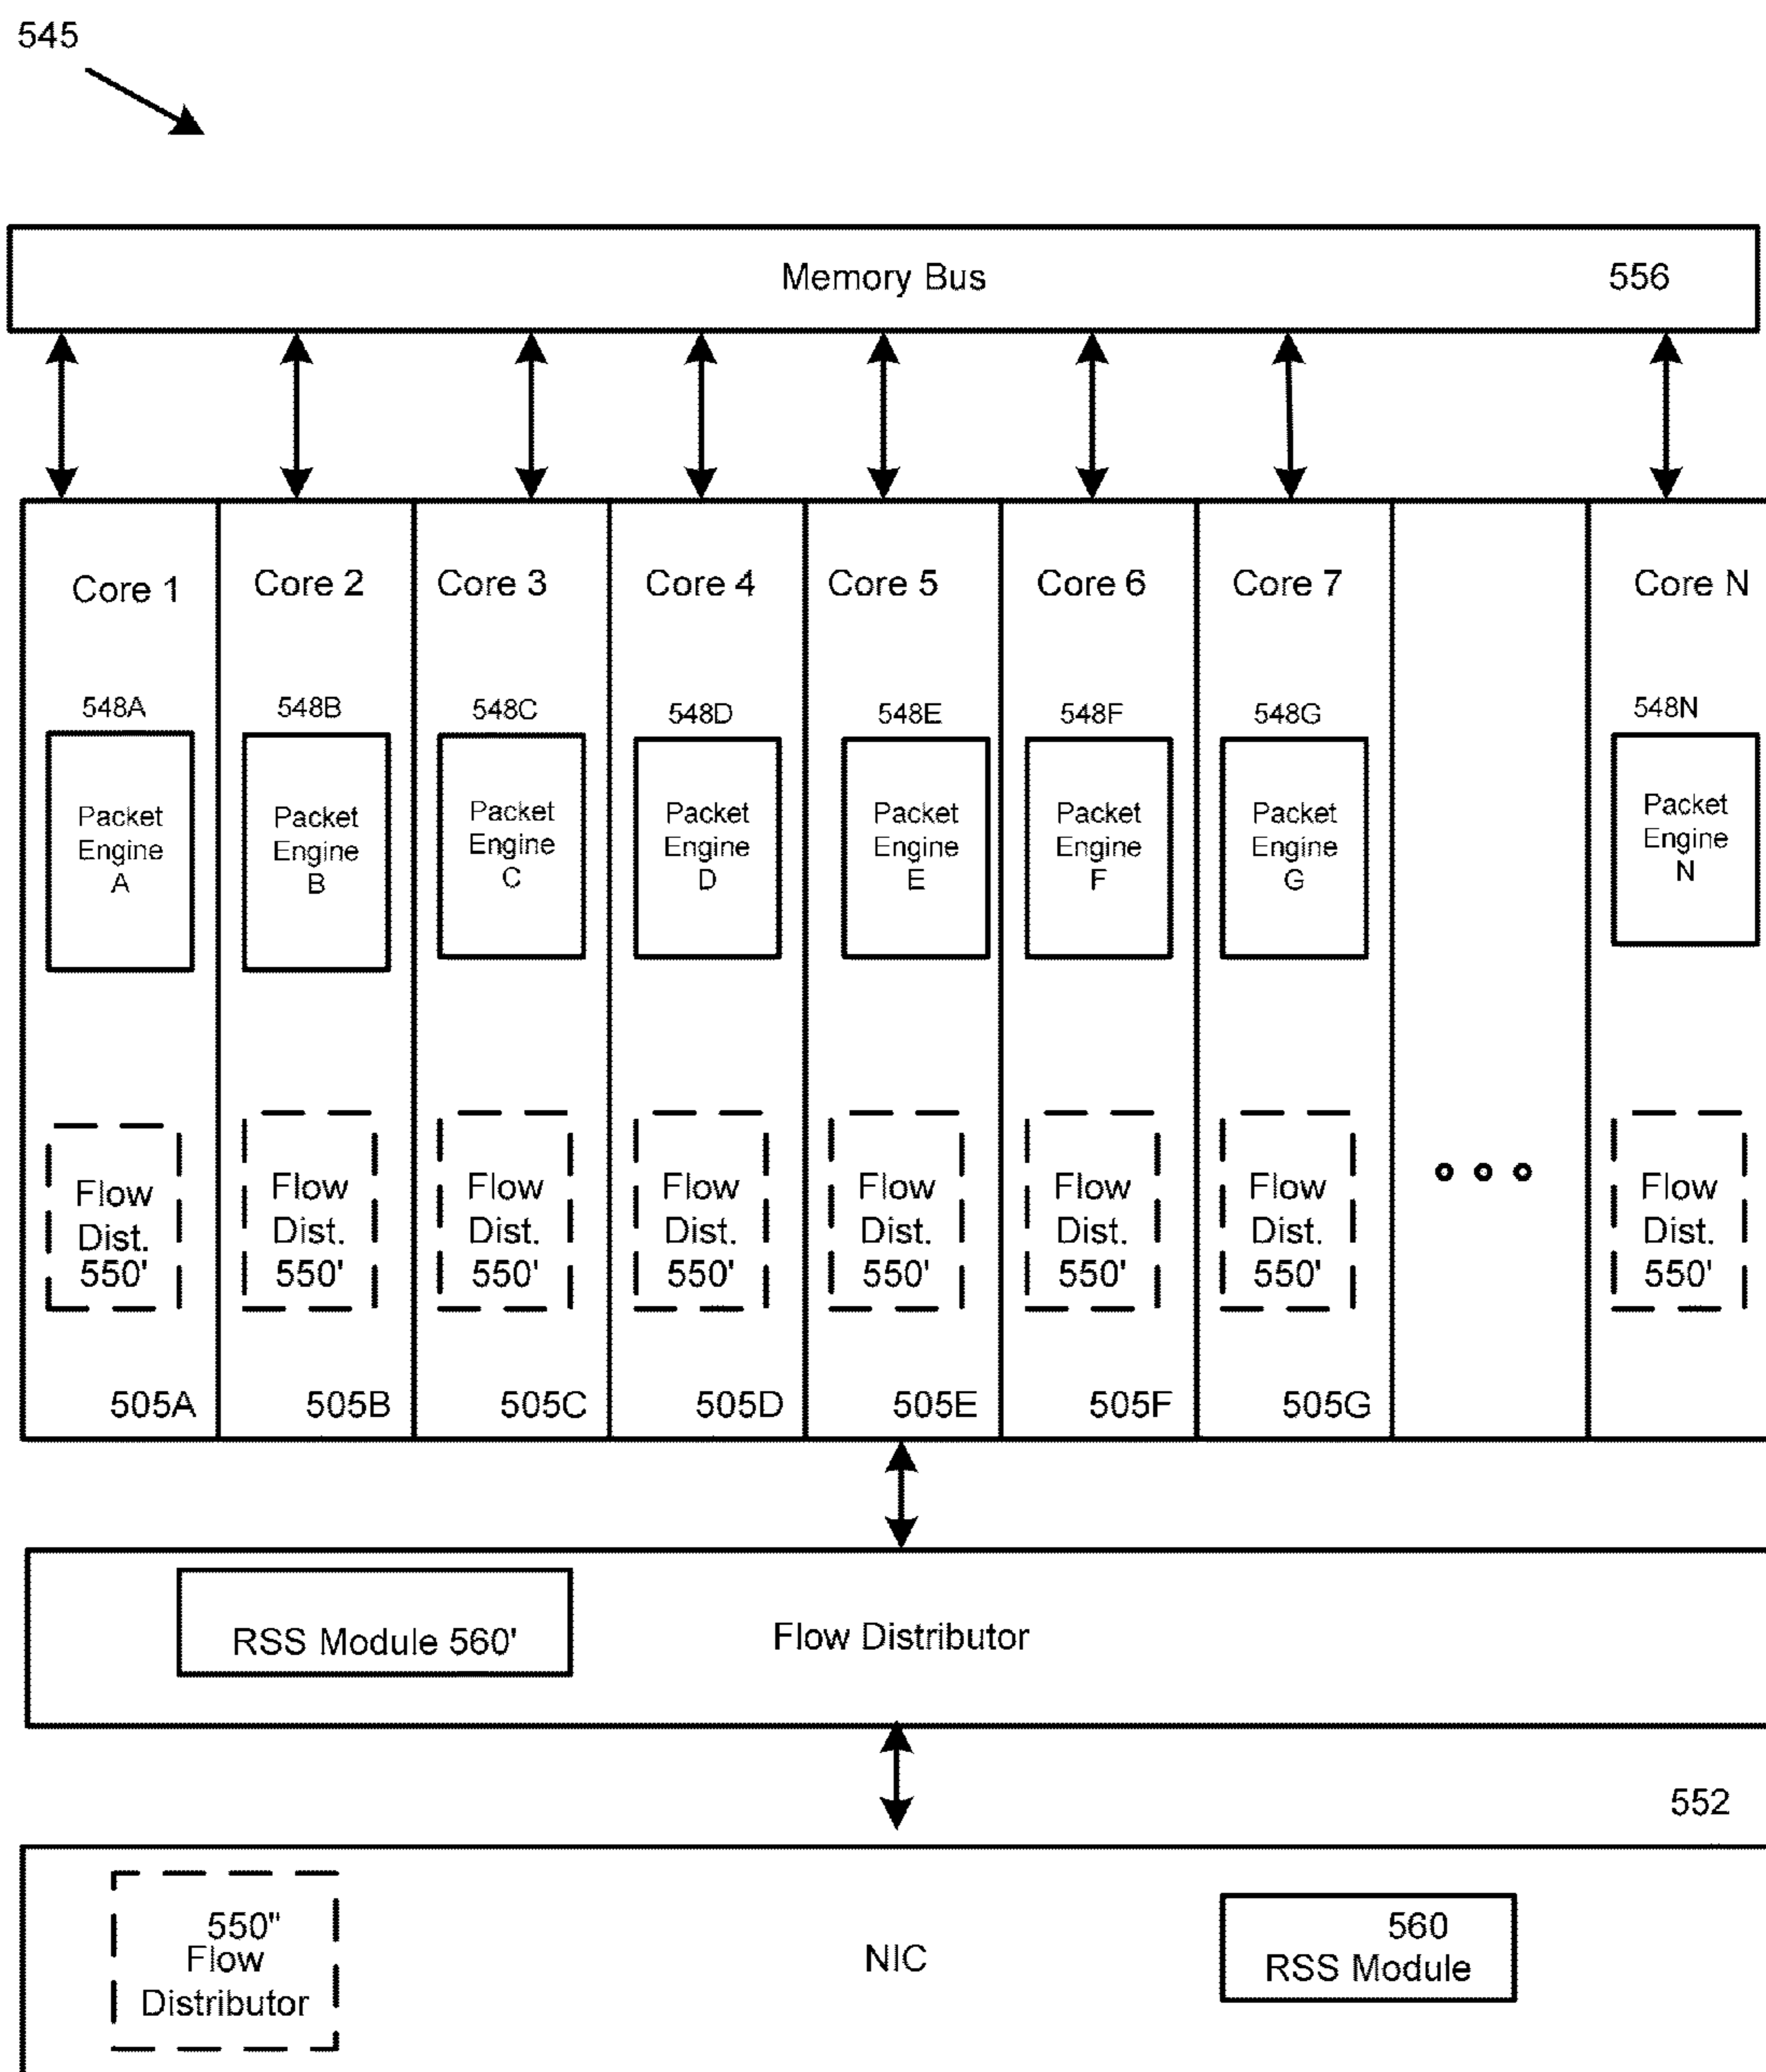 545
Memory Bus 556
Core 1 Core 2 Core 3 Core 4 Core 5 Core 6 Core 7 Core N
548A 548B 548C 548D 548E 548F 548G 548N
Packet Packet Packet Packet Packet Packet Packet Packet
Engine Engine Engine Engine Engine Engine Engine Engine
A B C D E F G N
Flow Flow Flow Flow Flow Flow Flow Flow
Dist. Dist. Dist. Dist. Dist. Dist. Dist. Dist.
550' 550' 550' 550' 550' 550' 550' 550'
505A 505B 505C 505D 505E 505F 505G
RSS Module 560' Flow Distributor
552
550"
Flow
Distributor
NIC
560
RSS Module